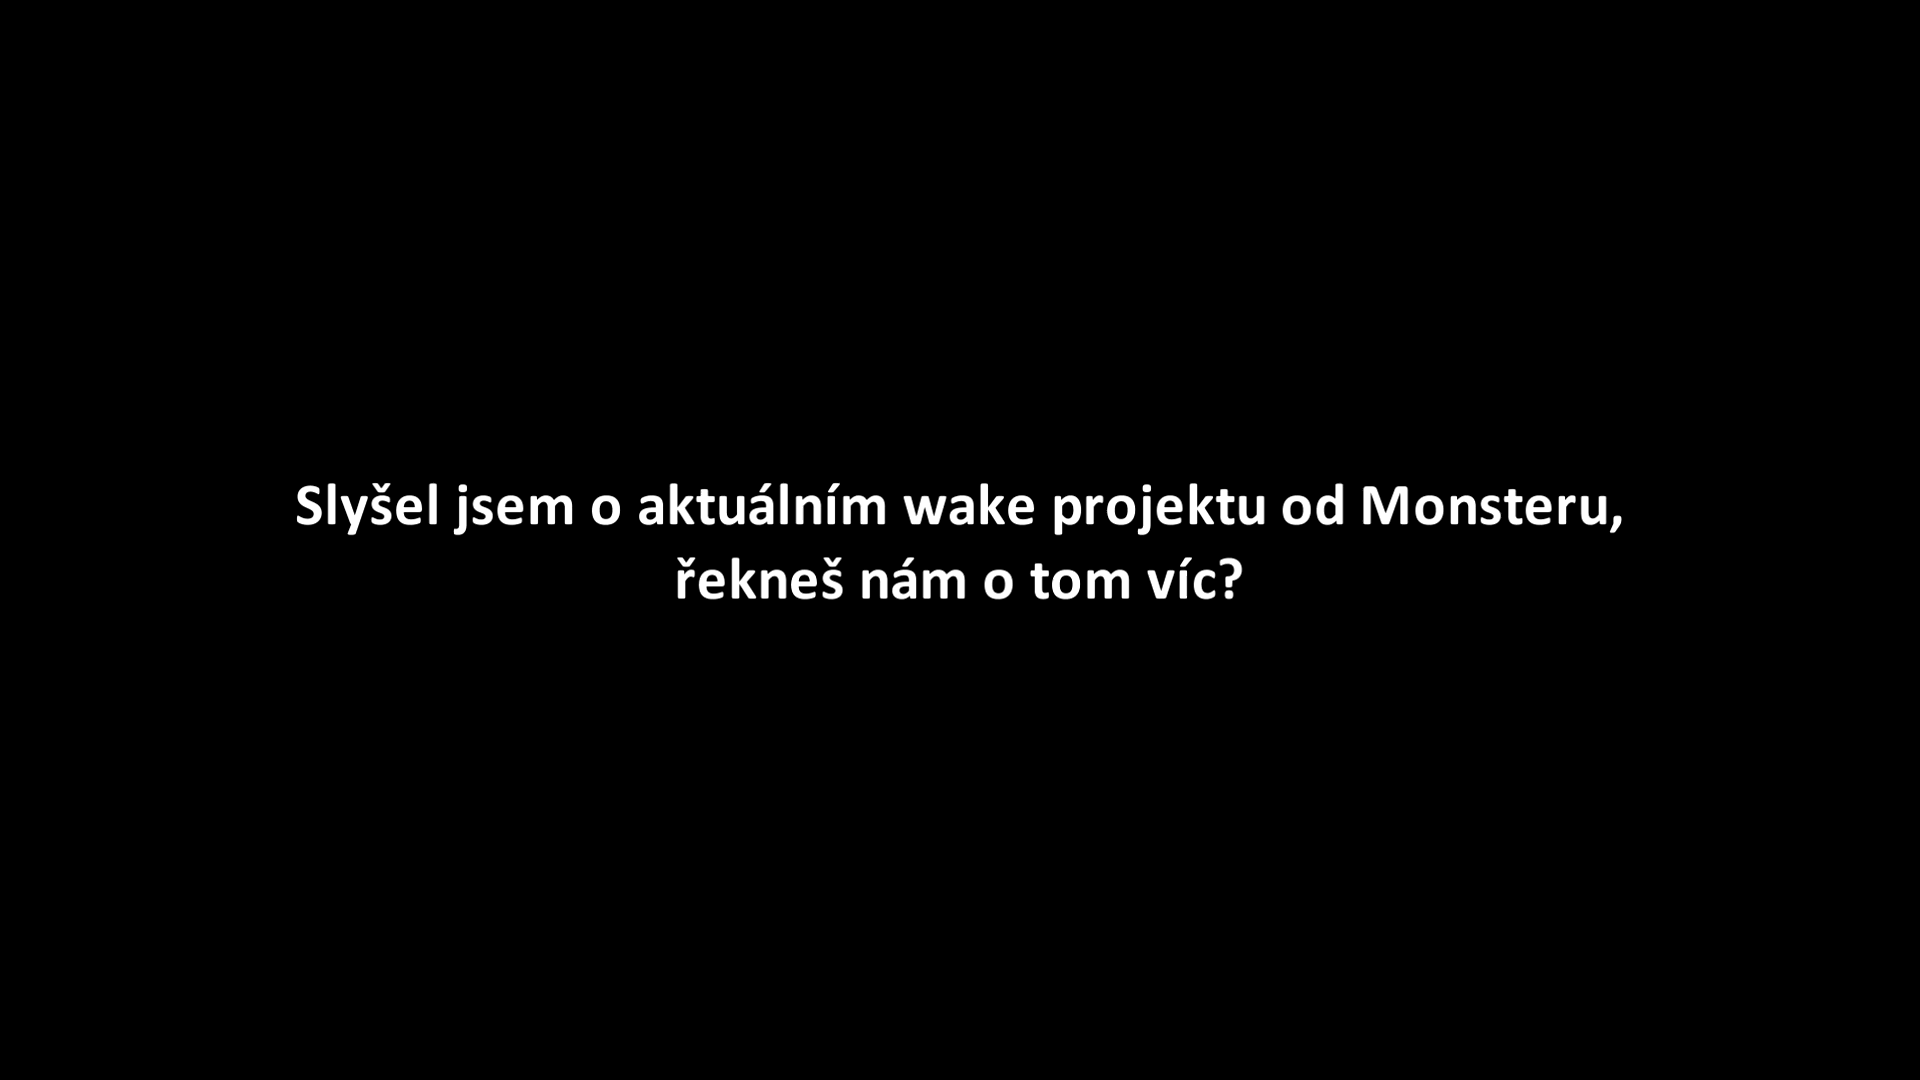 Slyšel jsem o aktuálním wake projektu od Monsteru,
řekneš nám o tom víc?